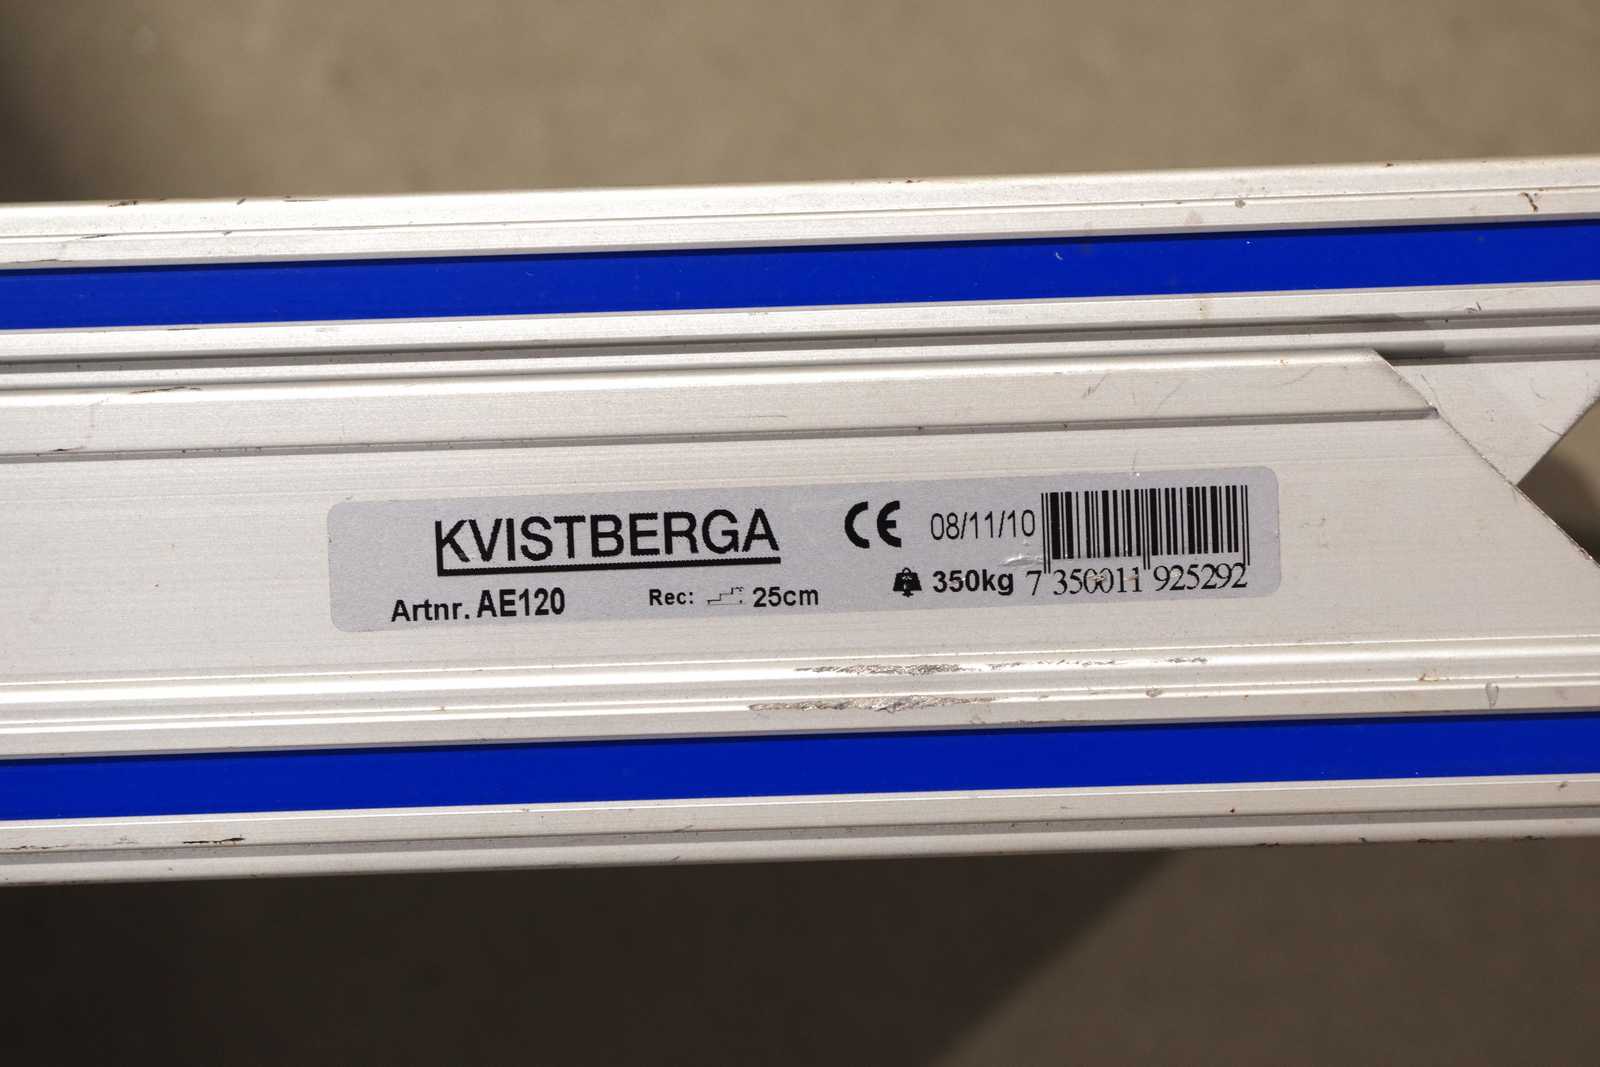 KVISTBERGA
CE 08/11/10
Artnr. AE120 Rec: 25cm 350kg
7 350011 925292